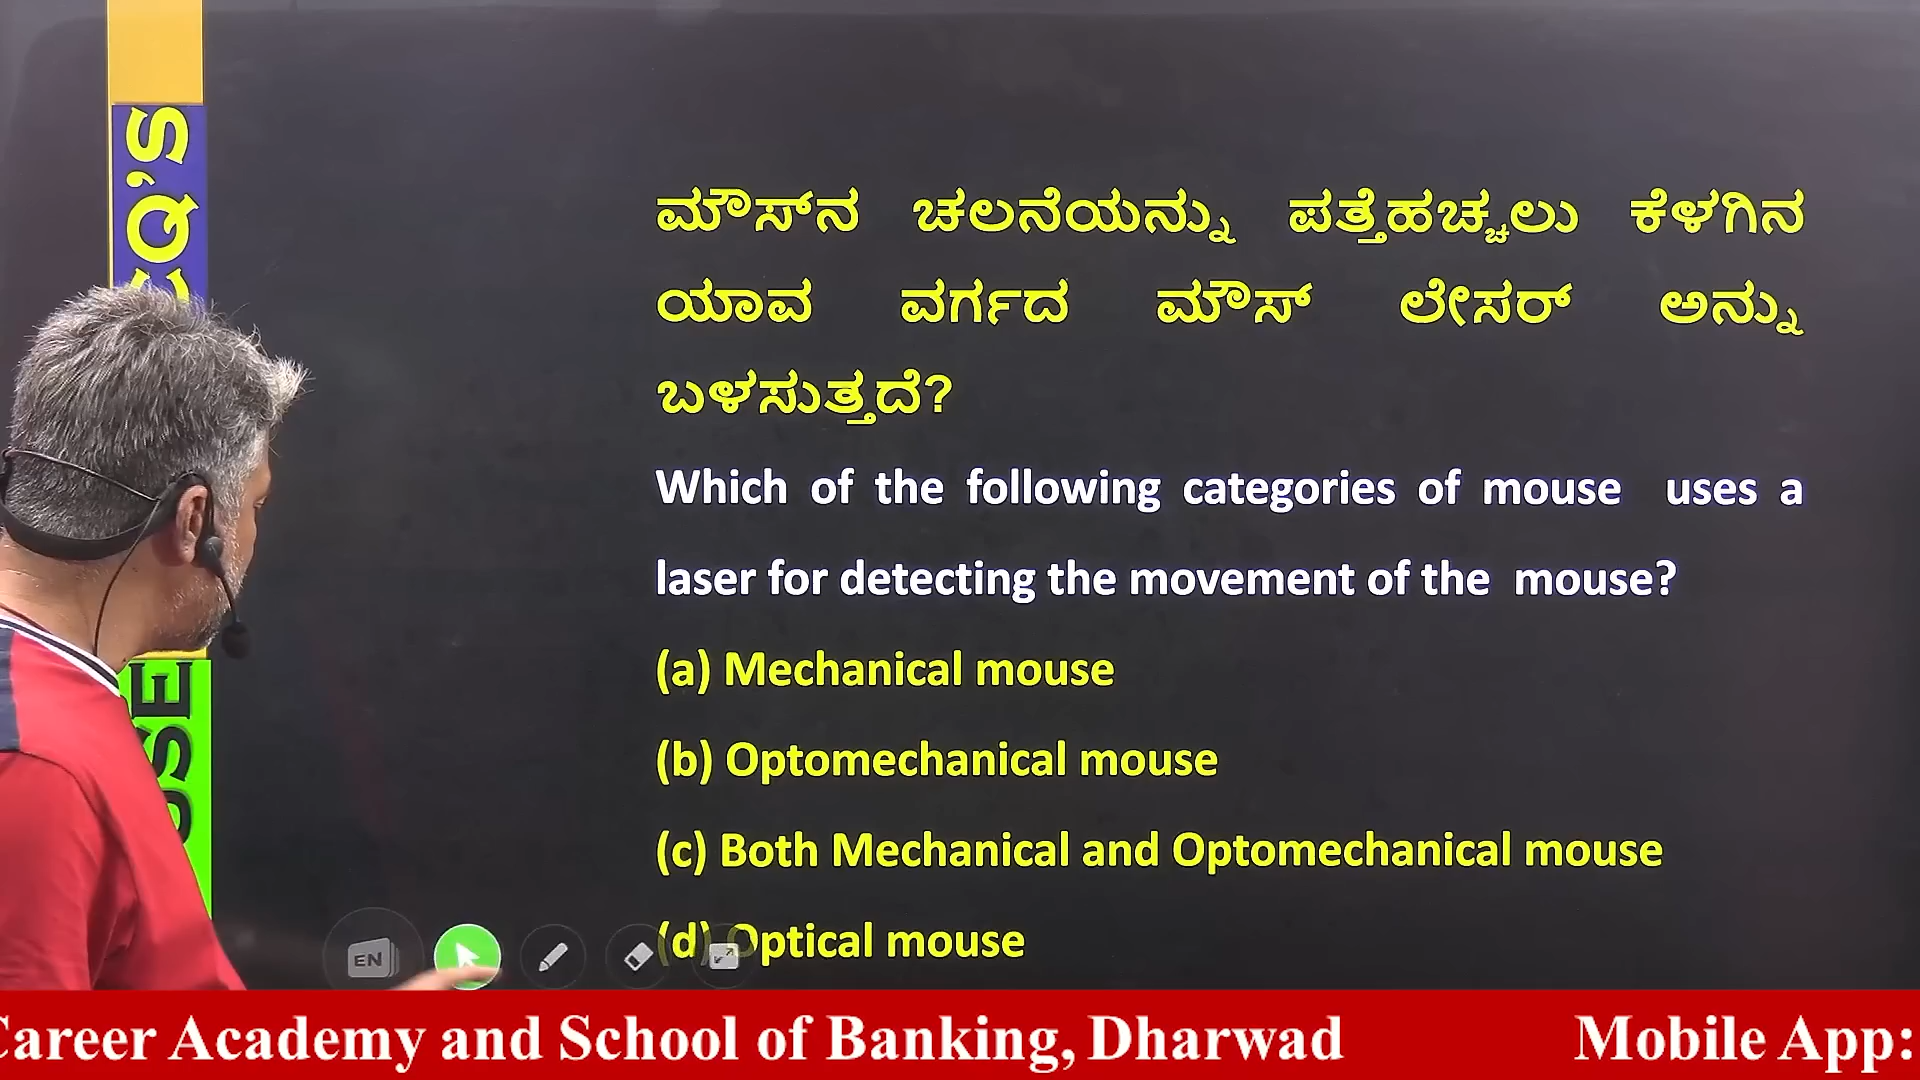 CQ'S
ಮೌಸ್‌ನ ಚಲನೆಯನ್ನು ಪತ್ತೆಹಚ್ಚಲು ಕೆಳಗಿನ
ಯಾವ ವರ್ಗದ ಮೌಸ್ ಲೇಸರ್ ಅನ್ನು
ಬಳಸುತ್ತದೆ?
Which of the following categories of mouse uses a
laser for detecting the movement of the mouse?
(a) Mechanical mouse
(b) Optomechanical mouse
(c) Both Mechanical and Optomechanical mouse
(d) Optical mouse
EN
Career Academy and School of Banking, Dharwad Mobile App: